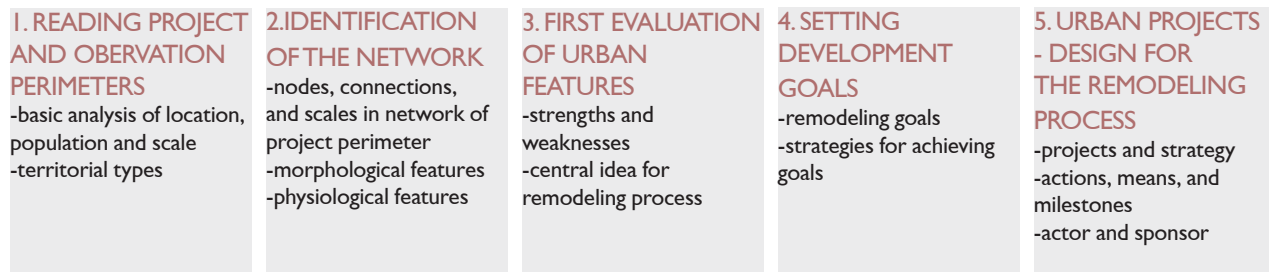 1. READING PROJECT
AND OBERVATION
PERIMETERS
-basic analysis of location,
population and scale
-territorial types
2.IDENTIFICATION
OF THE NETWORK
-nodes, connections,
and scales in network of
project perimeter
-morphological features
-physiological features
3. FIRST EVALUATION
OF URBAN
FEATURES
-strengths and
weaknesses
-central idea for
remodeling process
4. SETTING
DEVELOPMENT
GOALS
-remodeling goals
-strategies for achieving
goals
5. URBAN PROJECTS
- DESIGN FOR
THE REMODELING
PROCESS
-projects and strategy
-actions, means, and
milestones
-actor and sponsor